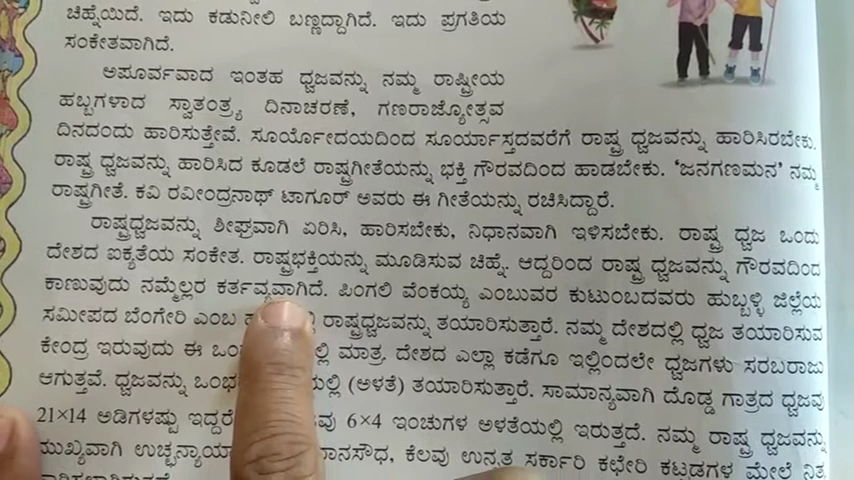 ಚಿಹ್ನೆಯಿದೆ. ಇದು ಕಡುನೀಲಿ ಬಣ್ಣದ್ದಾಗಿದೆ. ಇದು ಪ್ರಗತಿಯ
ಸಂಕೇತವಾಗಿದೆ.
ಅಪೂರ್ವವಾದ ಇಂತಹ ಧ್ವಜವನ್ನು ನಮ್ಮ ರಾಷ್ಟ್ರೀಯ
ಹಬ್ಬಗಳಾದ ಸ್ವಾತಂತ್ರ್ಯ ದಿನಾಚರಣೆ, ಗಣರಾಜ್ಯೋತ್ಸವ
ದಿನದಂದು ಹಾರಿಸುತ್ತೇವೆ. ಸೂರ್ಯೋದಯದಿಂದ ಸೂರ್ಯಾಸ್ತದವರೆಗೆ ರಾಷ್ಟ್ರ ಧ್ವಜವನ್ನು ಹಾರಿಸಿರಬೇಕು.
ರಾಷ್ಟ್ರ ಧ್ವಜವನ್ನು ಹಾರಿಸಿದ ಕೂಡಲೆ ರಾಷ್ಟ್ರಗೀತೆಯನ್ನು ಭಕ್ತಿ ಗೌರವದಿಂದ ಹಾಡಬೇಕು. ‘ಜನಗಣಮನ’ ನಮ್ಮ
ರಾಷ್ಟ್ರಗೀತೆ. ಕವಿ ರವೀಂದ್ರನಾಥ್ ಟಾಗೂರ್ ಅವರು ಈ ಗೀತೆಯನ್ನು ರಚಿಸಿದ್ದಾರೆ.
ರಾಷ್ಟ್ರಧ್ವಜವನ್ನು ಶೀಘ್ರವಾಗಿ ಏರಿಸಿ, ಹಾರಿಸಬೇಕು, ನಿಧಾನವಾಗಿ ಇಳಿಸಬೇಕು. ರಾಷ್ಟ್ರ ಧ್ವಜ ಒಂದು
ದೇಶದ ಐಕ್ಯತೆಯ ಸಂಕೇತ. ರಾಷ್ಟ್ರಭಕ್ತಿಯನ್ನು ಮೂಡಿಸುವ ಚಿಹ್ನೆ. ಆದ್ದರಿಂದ ರಾಷ್ಟ್ರ ಧ್ವಜವನ್ನು ಗೌರವದಿಂದ
ಕಾಣುವುದು ನಮ್ಮೆಲ್ಲರ ಕರ್ತವ್ಯವಾಗಿದೆ. ಪಿಂಗಲಿ ವೆಂಕಯ್ಯ ಎಂಬುವರ ಕುಟುಂಬದವರು ಹುಬ್ಬಳ್ಳಿ ಜಿಲ್ಲೆಯ
ಸಮೀಪದ ಬೆಂಗೇರಿ ಎಂಬ ರಾಷ್ಟ್ರಧ್ವಜವನ್ನು ತಯಾರಿಸುತ್ತಾರೆ. ನಮ್ಮ ದೇಶದಲ್ಲಿ ಧ್ವಜ ತಯಾರಿಸುವ
ಕೇಂದ್ರ ಇರುವುದು ಈ ಮಾತ್ರ. ದೇಶದ ಎಲ್ಲಾ ಕಡೆಗೂ ಇಲ್ಲಿಂದಲೇ ಧ್ವಜಗಳು ಸರಬರಾಜು
ಆಗುತ್ತವೆ. ಧ್ವಜವನ್ನು (ಅಳತೆ) ತಯಾರಿಸುತ್ತಾರೆ. ಸಾಮಾನ್ಯವಾಗಿ ದೊಡ್ಡ ಗಾತ್ರದ ಧ್ವಜವು
21×14 ಅಡಿಗಳಷ್ಟು ಇದ್ದರೆ 6×4 ಇಂಚುಗಳ ಅಳತೆಯಲ್ಲಿ ಇರುತ್ತದೆ. ನಮ್ಮ ರಾಷ್ಟ್ರ ಧ್ವಜವನ್ನು
ಮುಖ್ಯವಾಗಿ ಕೆಲವು ಉನ್ನತ ಸರ್ಕಾರಿ ಕಛೇರಿ ಕಟ್ಟಡಗಳ ಮೇಲೆ